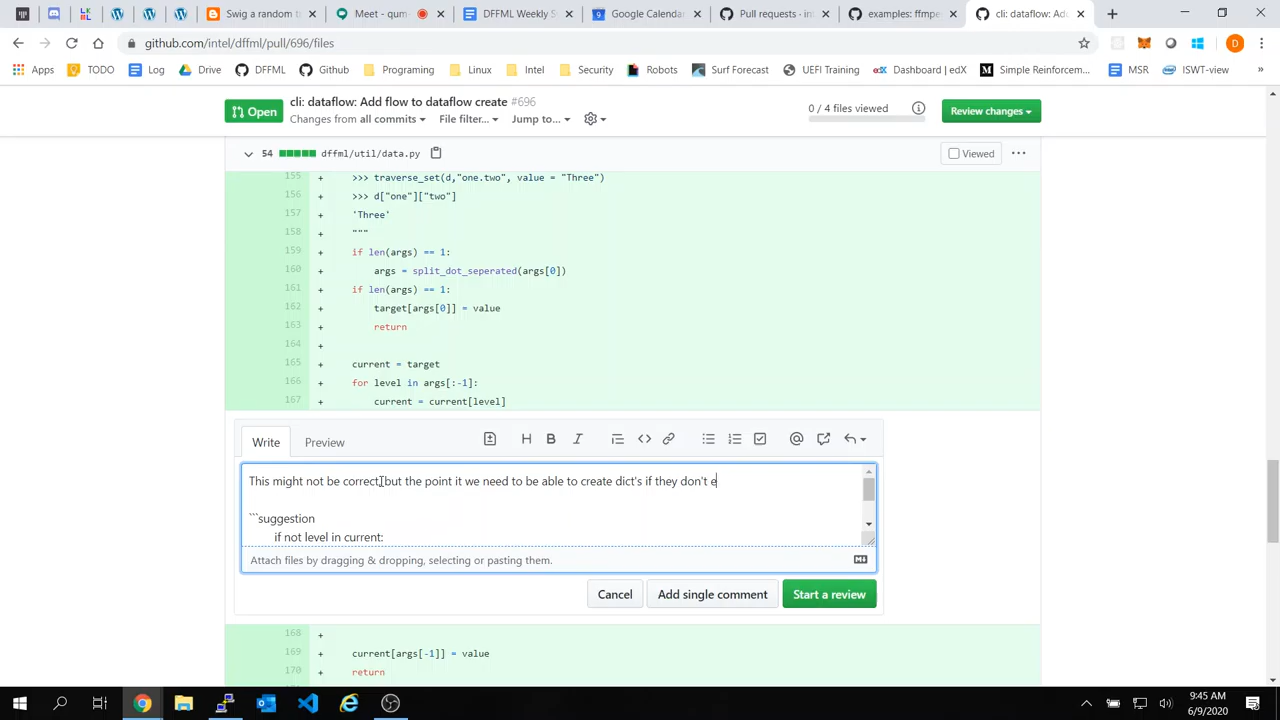 Swig a random t
Meet - qum-
DFFML Weekly S
Google Calendar
Pull requests - int
examples: ffmpe
cli: dataflow: Add
github.com/intel/dffml/pull/696/files
Apps TODO Log Drive DFFML Github Programing Linux Intel Security Robots Surf Forecast UEFI Training Dashboard | edX Simple Reinforcem... MSR ISWT-view
Open
cli: dataflow: Add flow to dataflow create #696
Changes from all commits File filter... Jump to...
0 / 4 files viewed
Review changes
54 dffml/util/data.py
Viewed
155 + >>> traverse_set(d,"one.two", value = "Three")
156 + >>> d["one"]["two"]
157 + 'Three'
158 + """
159 + if len(args) == 1:
160 + args = split_dot_seperated(args[0])
161 + if len(args) == 1:
162 + target[args[0]] = value
163 + return
164 +
165 + current = target
166 + for level in args[:-1]:
167 + current = current[level]
Write Preview
This might not be correct, but the point it we need to be able to create dict's if they don't e
```suggestion
if not level in current:
Attach files by dragging & dropping, selecting or pasting them.
Cancel Add single comment Start a review
168 +
169 + current[args[-1]] = value
170 + return
9:45 AM
6/9/2020